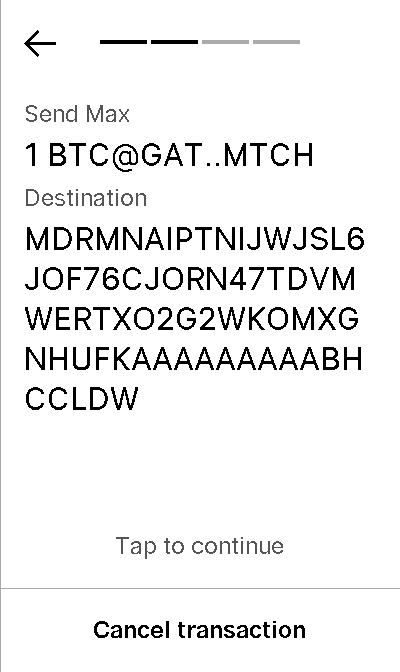 Send Max
1 BTC@GAT..MTCH
Destination
MDRMNAIPTNIJWJSL6
JOF76CJORN47TDVM
WERTXO2G2WKOMXG
NHUFKAAAAAAAAABH
CCLDW
Tap to continue
Cancel transaction